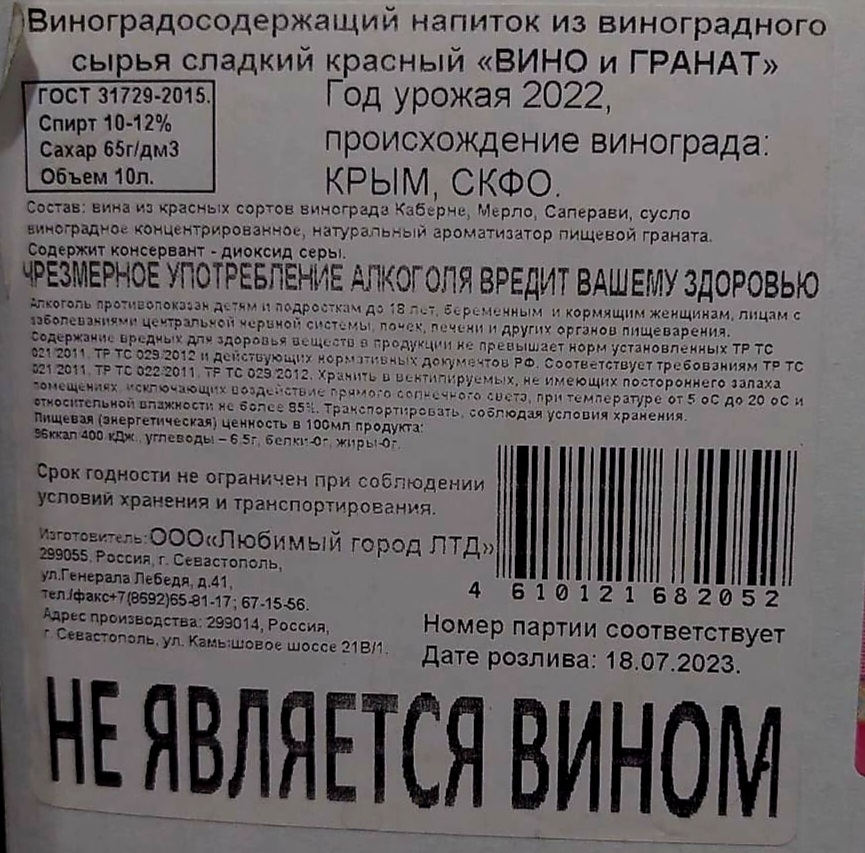 Виноградосодержащий напиток из виноградного
сырья сладкий красный «ВИНО и ГРАНАТ»
ГОСТ 31729-2015.
Спирт 10-12%
Сахар 65г/дм3
Объем 10л.
Год урожая 2022,
происхождение винограда:
КРЫМ, СКФО.
Состав: вина из красных сортов винограда Каберне, Мерло, Саперави, сусло
виноградное концентрированное, натуральный ароматизатор пищевой граната.
Содержит консервант - диоксид серы.
ЧРЕЗМЕРНОЕ УПОТРЕБЛЕНИЕ АЛКОГОЛЯ ВРЕДИТ ВАШЕМУ ЗДОРОВЬЮ
Алкоголь противопоказан детям и подросткам до 18 лет, беременным и кормящим женщинам, лицам с
заболеваниями центральной нервной системы, почек, печени и других органов пищеварения.
Содержание вредных для здоровья веществ в продукции не превышает норм установленных ТР ТС
021/2011, ТР ТС 029/2012 и действующих нормативных документов РФ. Соответствует требованиям ТР ТС
021/2011, ТР ТС 022/2011, ТР ТС 029/2012. Хранить в вентилируемых, не имеющих постороннего запаха
помещениях, исключающих воздействие прямого солнечного света, при температуре от 5 оС до 20 оС и
относительной влажности не более 85%. Транспортировать, соблюдая условия хранения.
Пищевая (энергетическая) ценность в 100мл продукта:
96ккал/400 кДж., углеводы – 6,5г, белки-0г, жиры-0г.
Срок годности не ограничен при соблюдении
условий хранения и транспортирования.
Изготовитель: ООО«Любимый город ЛТД»
299055, Россия, г. Севастополь,
ул.Генерала Лебедя, д.41,
тел./факс+7(8592)65-81-17; 67-15-56.
Адрес производства: 299014, Россия,
г. Севастополь, ул. Камышовое шоссе 21В/1.
4 610121 682052
Номер партии соответствует
Дате розлива: 18.07.2023.
НЕ ЯВЛЯЕТСЯ ВИНОМ